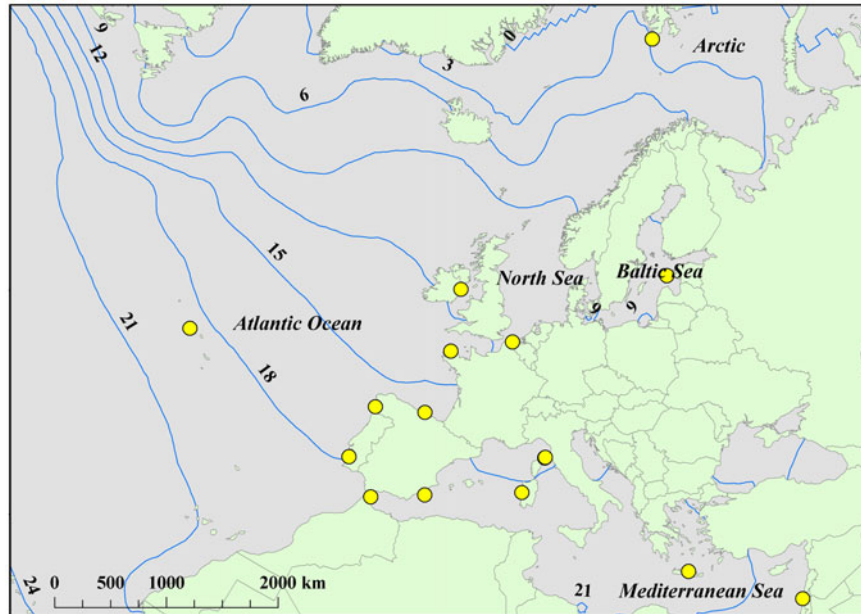 9
12
0
Arctic
3
6
15
North Sea
Baltic Sea
21
Atlantic Ocean
9
9
18
24
0 500 1000 2000 km
21
Mediterranean Sea